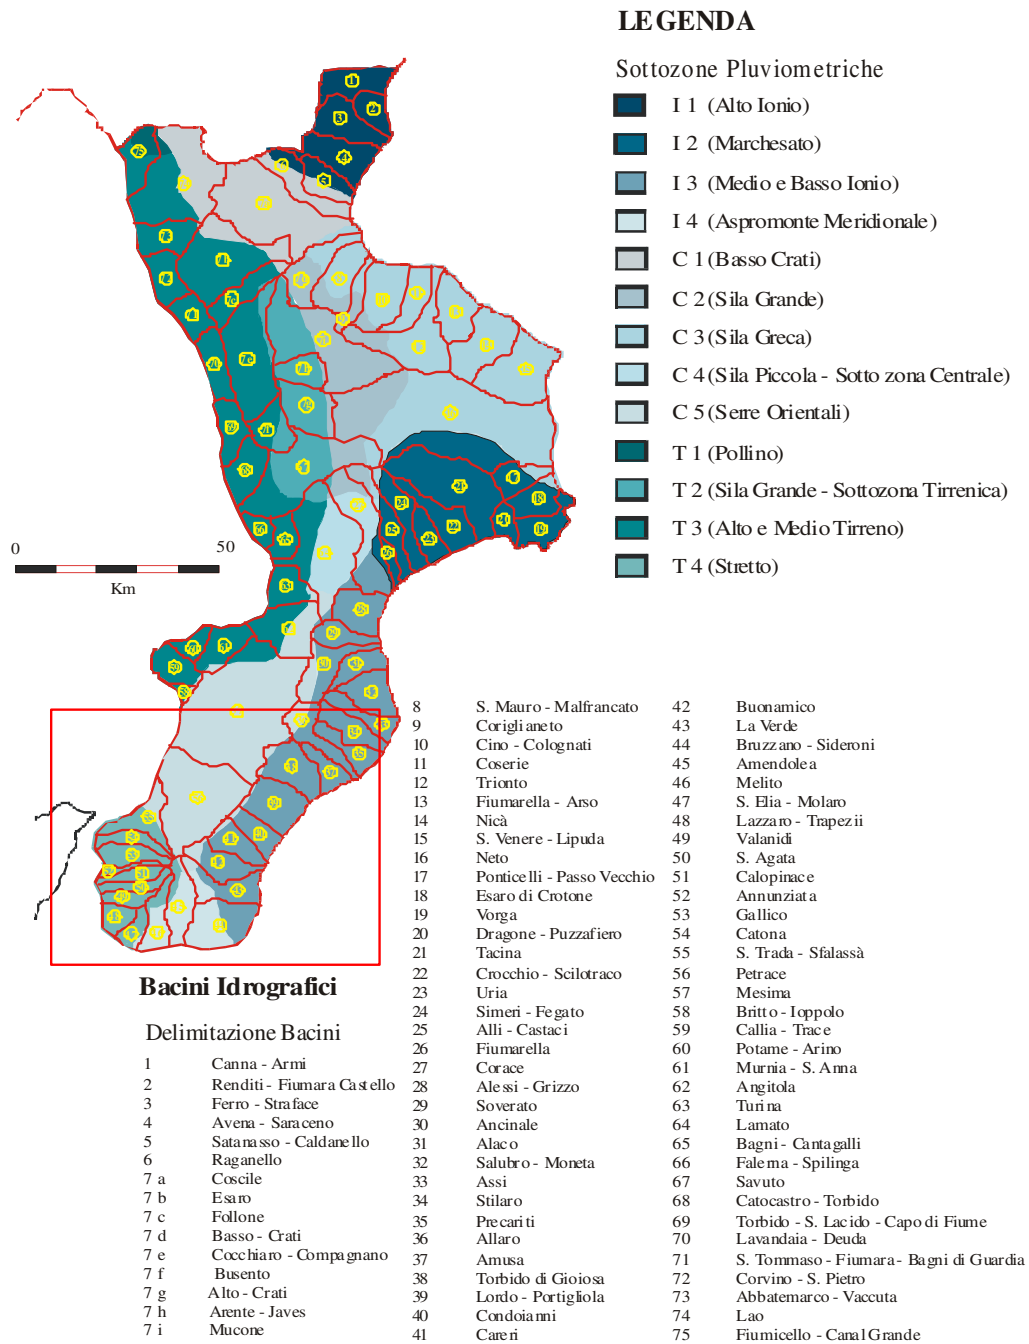 LEGENDA
Sottozone Pluviometriche
I 1 (Alto Ionio)
I 2 (Marchesato)
I 3 (Medio e Basso Ionio)
I 4 (Aspromonte Meridionale)
C 1 (Basso Crati)
C 2 (Sila Grande)
C 3 (Sila Greca)
C 4 (Sila Piccola - Sottozona Centrale)
C 5 (Serre Orientali)
T 1 (Pollino)
T 2 (Sila Grande - Sottozona Tirrenica)
T 3 (Alto e Medio Tirreno)
T 4 (Stretto)
0 50
Km
Bacini Idrografici
Delimitazione Bacini
1 Canna - Armi
2 Renditi - Fiumara Castello
3 Ferro - Straface
4 Avena - Saraceno
5 Satanasso - Caldanello
6 Raganello
7 a Coscile
7 b Esaro
7 c Follone
7 d Basso - Crati
7 e Cocchiaro - Compagnano
7 f Busento
7 g Alto - Crati
7 h Arente - Javes
7 i Mucone
8 S. Mauro - Malfrancato
9 Coriglianeto
10 Cino - Colognati
11 Coserie
12 Trionto
13 Fiumarella - Arso
14 Nicà
15 S. Venere - Lipuda
16 Neto
17 Ponticelli - Passo Vecchio
18 Esaro di Crotone
19 Vorga
20 Dragone - Puzzafiero
21 Tacina
22 Crocchio - Scilotraco
23 Uria
24 Simeri - Fegato
25 Alli - Castaci
26 Fiumarella
27 Corace
28 Alessi - Grizzo
29 Soverato
30 Ancinale
31 Alaco
32 Salubro - Moneta
33 Assi
34 Stilaro
35 Precariti
36 Allaro
37 Amusa
38 Torbido di Gioiosa
39 Lordo - Portigliola
40 Condoianni
41 Careri
42 Buonamico
43 La Verde
44 Bruzzano - Sideroni
45 Amendolea
46 Melito
47 S. Elia - Molaro
48 Lazzaro - Trapezii
49 Valanidi
50 S. Agata
51 Calopinace
52 Annunziata
53 Gallico
54 Catona
55 S. Trada - Sfalassà
56 Petrace
57 Mesima
58 Britto - Ioppolo
59 Callia - Trace
60 Potame - Arino
61 Murnia - S. Anna
62 Angitola
63 Turina
64 Lamato
65 Bagni - Cantagalli
66 Falerna - Spilinga
67 Savuto
68 Catocastro - Torbido
69 Torbido - S. Lacido - Capo di Fiume
70 Lavandaia - Deuda
71 S. Tommaso - Fiumara - Bagni di Guardia
72 Corvino - S. Pietro
73 Abbatemarco - Vaccuta
74 Lao
75 Fiumicello - Canal Grande